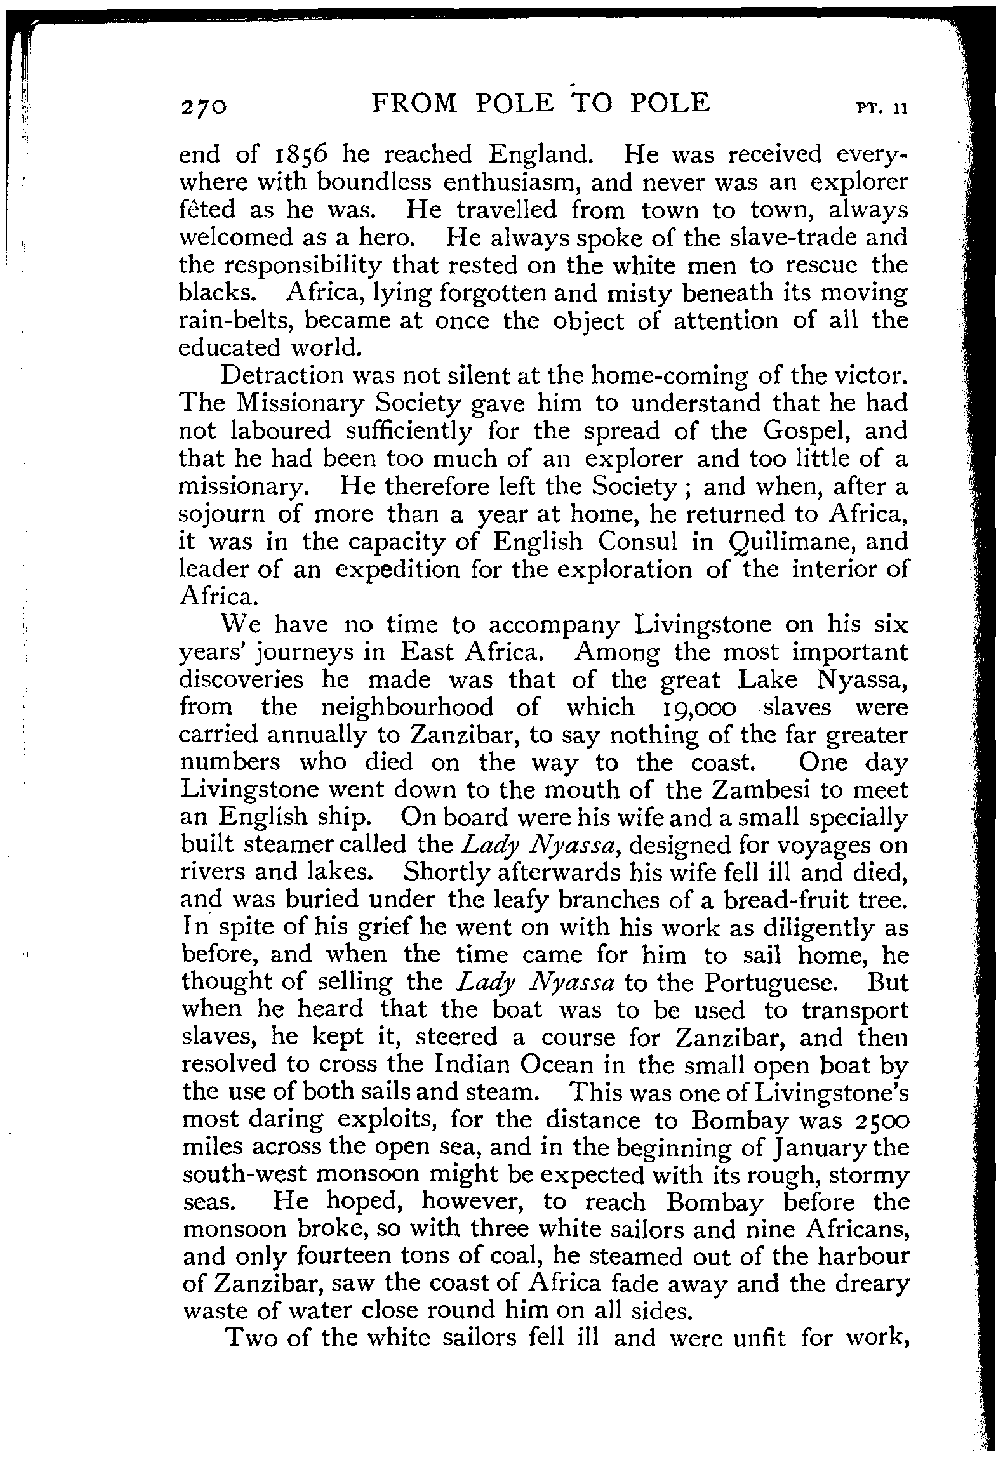 270 FROM POLE TO POLE PT. II
end of 1856 he reached England. He was received every-
where with boundless enthusiasm, and never was an explorer
fêted as he was. He travelled from town to town, always
welcomed as a hero. He always spoke of the slave-trade and
the responsibility that rested on the white men to rescue the
blacks. Africa, lying forgotten and misty beneath its moving
rain-belts, became at once the object of attention of all the
educated world.
Detraction was not silent at the home-coming of the victor.
The Missionary Society gave him to understand that he had
not laboured sufficiently for the spread of the Gospel, and
that he had been too much of an explorer and too little of a
missionary. He therefore left the Society; and when, after a
sojourn of more than a year at home, he returned to Africa,
it was in the capacity of English Consul in Quilimane, and
leader of an expedition for the exploration of the interior of
Africa.
We have no time to accompany Livingstone on his six
years' journeys in East Africa. Among the most important
discoveries he made was that of the great Lake Nyassa,
from the neighbourhood of which 19,000 slaves were
carried annually to Zanzibar, to say nothing of the far greater
numbers who died on the way to the coast. One day
Livingstone went down to the mouth of the Zambesi to meet
an English ship. On board were his wife and a small specially
built steamer called the Lady Nyassa, designed for voyages on
rivers and lakes. Shortly afterwards his wife fell ill and died,
and was buried under the leafy branches of a bread-fruit tree.
In spite of his grief he went on with his work as diligently as
before, and when the time came for him to sail home, he
thought of selling the Lady Nyassa to the Portuguese. But
when he heard that the boat was to be used to transport
slaves, he kept it, steered a course for Zanzibar, and then
resolved to cross the Indian Ocean in the small open boat by
the use of both sails and steam. This was one of Livingstone's
most daring exploits, for the distance to Bombay was 2500
miles across the open sea, and in the beginning of January the
south-west monsoon might be expected with its rough, stormy
seas. He hoped, however, to reach Bombay before the
monsoon broke, so with three white sailors and nine Africans,
and only fourteen tons of coal, he steamed out of the harbour
of Zanzibar, saw the coast of Africa fade away and the dreary
waste of water close round him on all sides.
Two of the white sailors fell ill and were unfit for work,